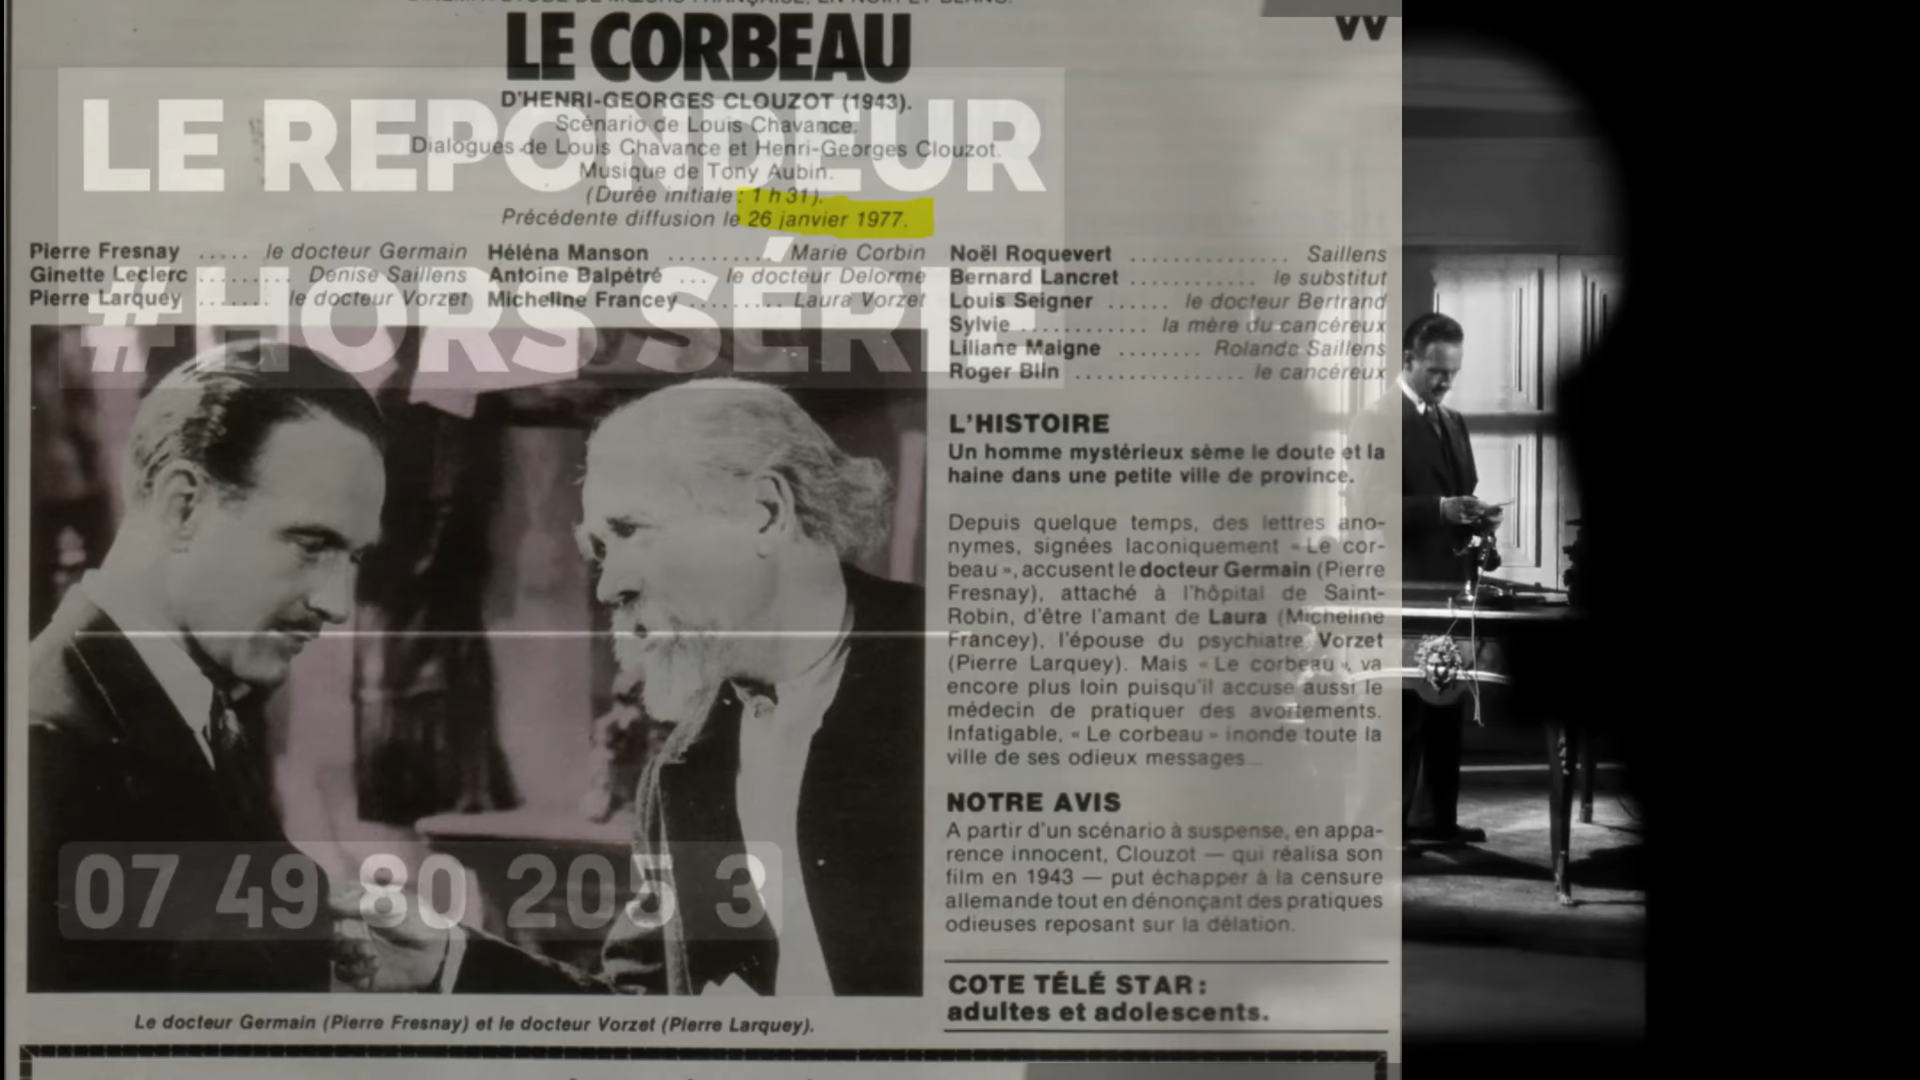 LE CORBEAU
D'HENRI-GEORGES CLOUZOT (1943).
Scénario de Louis Chavance.
Dialogues de Louis Chavance et Henri-Georges Clouzot.
Musique de Tony Aubin.
(Durée initiale : 1 h 31).
Précédente diffusion le 26 janvier 1977.
LE REPONDEUR
#HORS SÉRIE
Pierre Fresnay ..... le docteur Germain
Ginette Leclerc ......... Denise Saillens
Pierre Larquey ........ le docteur Vorzet
Héléna Manson .......... Marie Corbin
Antoine Balpétré ... le docteur Delorme
Micheline Francey .......... Laura Vorzet
Noël Roquevert ............... Saillens
Bernard Lancret ........... le substitut
Louis Seigner ...... le docteur Bertrand
Sylvie ........... la mère du cancéreux
Liliane Maigne ........ Rolande Saillens
Roger Blin ................ le cancéreux
L'HISTOIRE
Un homme mystérieux sème le doute et la
haine dans une petite ville de province.
Depuis quelque temps, des lettres ano-
nymes, signées laconiquement « Le cor-
beau », accusent le docteur Germain (Pierre
Fresnay), attaché à l'hôpital de Saint-
Robin, d'être l'amant de Laura (Micheline
Francey), l'épouse du psychiatre Vorzet
(Pierre Larquey). Mais « Le corbeau » va
encore plus loin puisqu'il accuse aussi le
médecin de pratiquer des avortements.
Infatigable, « Le corbeau » inonde toute la
ville de ses odieux messages...
NOTRE AVIS
A partir d'un scénario à suspense, en appa-
rence innocent, Clouzot — qui réalisa son
film en 1943 — put échapper à la censure
allemande tout en dénonçant des pratiques
odieuses reposant sur la délation.
COTE TÉLÉ STAR :
adultes et adolescents.
07 49 80 205 3
Le docteur Germain (Pierre Fresnay) et le docteur Vorzet (Pierre Larquey).